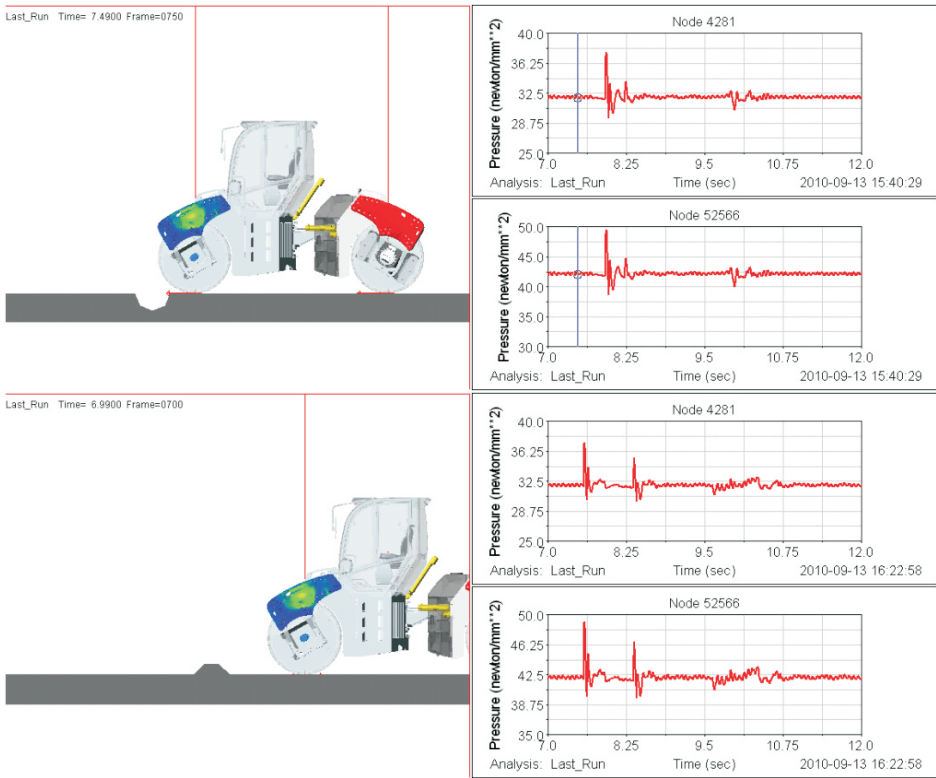 Last_Run Time= 7.4900 Frame=0750
Node 4281
Pressure (newton/mm**2)
40.0
36.25
32.5
28.75
25.0
7.0 8.25 9.5 10.75 12.0
Analysis: Last_Run Time (sec) 2010-09-13 15:40:29
Node 52566
Pressure (newton/mm**2)
50.0
45.0
40.0
35.0
30.0
7.0 8.25 9.5 10.75 12.0
Analysis: Last_Run Time (sec) 2010-09-13 15:40:29
Last_Run Time= 6.9900 Frame=0700
Node 4281
Pressure (newton/mm**2)
40.0
36.25
32.5
28.75
25.0
7.0 8.25 9.5 10.75 12.0
Analysis: Last_Run Time (sec) 2010-09-13 16:22:58
Node 52566
Pressure (newton/mm**2)
50.0
46.25
42.5
38.75
35.0
7.0 8.25 9.5 10.75 12.0
Analysis: Last_Run Time (sec) 2010-09-13 16:22:58